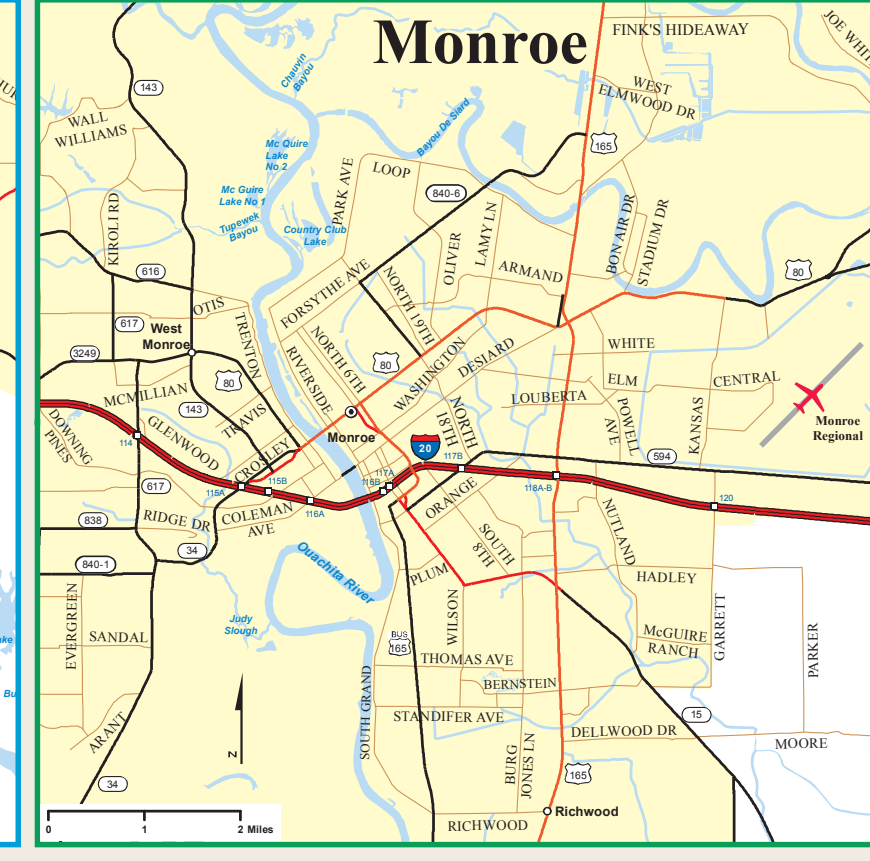 Monroe
FINK'S HIDEAWAY
WEST
ELMWOOD DR
Chauvin
Bayou
143
WALL
WILLIAMS
Bayou De Siard
165
Mc Quire
Lake
No 2
LOOP
PARK AVE
840-6
Mc Guire
Lake No 1
Tupewek
Bayou
Country Club
Lake
KIROLI RD
OLIVER
LAMY LN
BON AIR DR
STADIUM DR
616
FORSYTHE AVE
NORTH 19TH
ARMAND
80
OTIS
617
West
Monroe
TRENTON
3249
RIVERSIDE
NORTH 6TH
80
WASHINGTON
DESIARD
WHITE
80
MCMILLIAN
ELM
CENTRAL
LOUBERTA
143
TRAVIS
POWELL
AVE
KANSAS
Monroe
Regional
DOWNING
PINES
114
GLENWOOD
Monroe
NORTH
18TH
20
CROSLEY
117B
594
117A
116B
115B
115A
118A-B
120
617
116A
ORANGE
838
RIDGE DR
COLEMAN
AVE
NUTLAND
SOUTH
8TH
34
840-1
Ouachita River
PLUM
HADLEY
EVERGREEN
Judy
Slough
SANDAL
WILSON
BUS
165
McGUIRE
RANCH
GARRETT
PARKER
THOMAS AVE
BERNSTEIN
SOUTH GRAND
STANDIFER AVE
15
ARANT
N
DELLWOOD DR
MOORE
BURG
JONES LN
165
34
Richwood
RICHWOOD
0 1 2 Miles